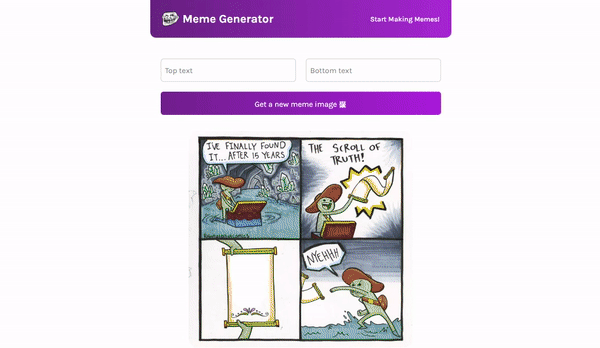 Meme Generator
Start Making Memes!
Top text
Bottom text
Get a new meme image
I'VE FINALLY FOUND
IT... AFTER 15 YEARS
THE SCROLL OF
TRUTH!
NYEHHH!